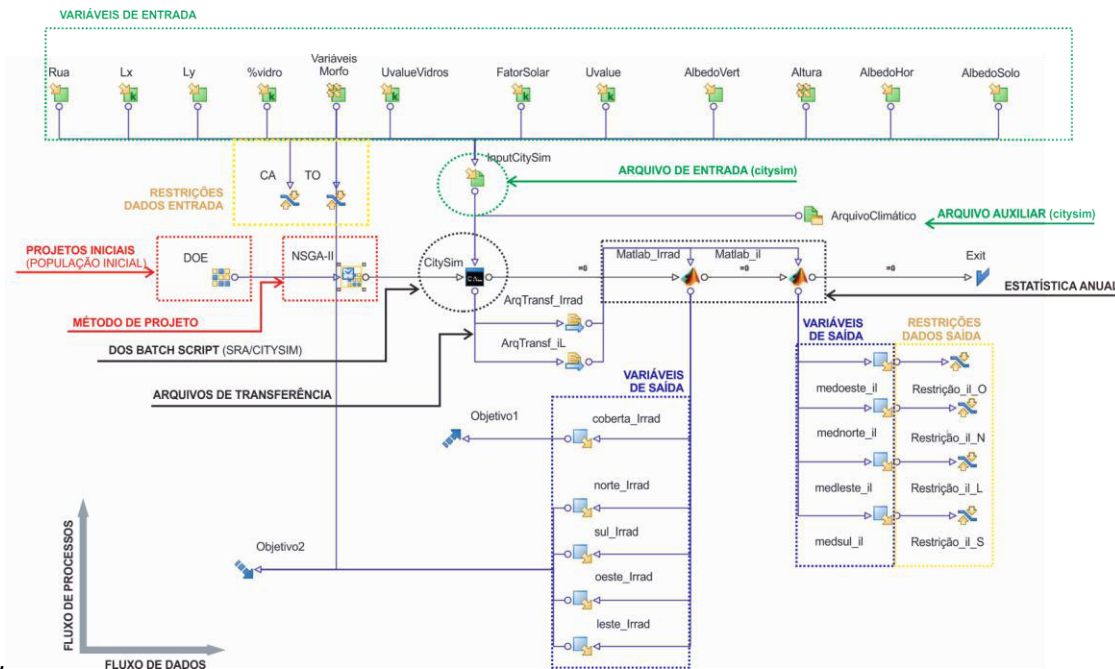 VARIÁVEIS DE ENTRADA
Rua
Lx
Ly
%vidro
Variáveis
Morfo
UvalueVidros
FatorSolar
Uvalue
AlbedoVert
Altura
AlbedoHor
AlbedoSolo
k
k
k
k
k
InputCitySim
CA
TO
RESTRIÇÕES
DADOS ENTRADA
ARQUIVO DE ENTRADA (citysim)
ArquivoClimático
ARQUIVO AUXILIAR (citysim)
PROJETOS INICIAIS
(POPULAÇÃO INICIAL)
DOE
NSGA-II
CitySim
=0
Matlab_Irrad
=0
Matlab_il
=0
Exit
ESTATÍSTICA ANUAL
ArqTransf_Irrad
ArqTransf_iL
MÉTODO DE PROJETO
DOS BATCH SCRIPT (SRA/CITYSIM)
ARQUIVOS DE TRANSFERÊNCIA
VARIÁVEIS
DE SAÍDA
RESTRIÇÕES
DADOS SAÍDA
medoeste_il
Restrição_il_O
mednorte_il
Restrição_il_N
medleste_il
Restrição_il_L
medsul_il
Restrição_il_S
VARIÁVEIS
DE SAÍDA
Objetivo1
coberta_Irrad
norte_Irrad
sul_Irrad
oeste_Irrad
leste_Irrad
Objetivo2
FLUXO DE PROCESSOS
FLUXO DE DADOS